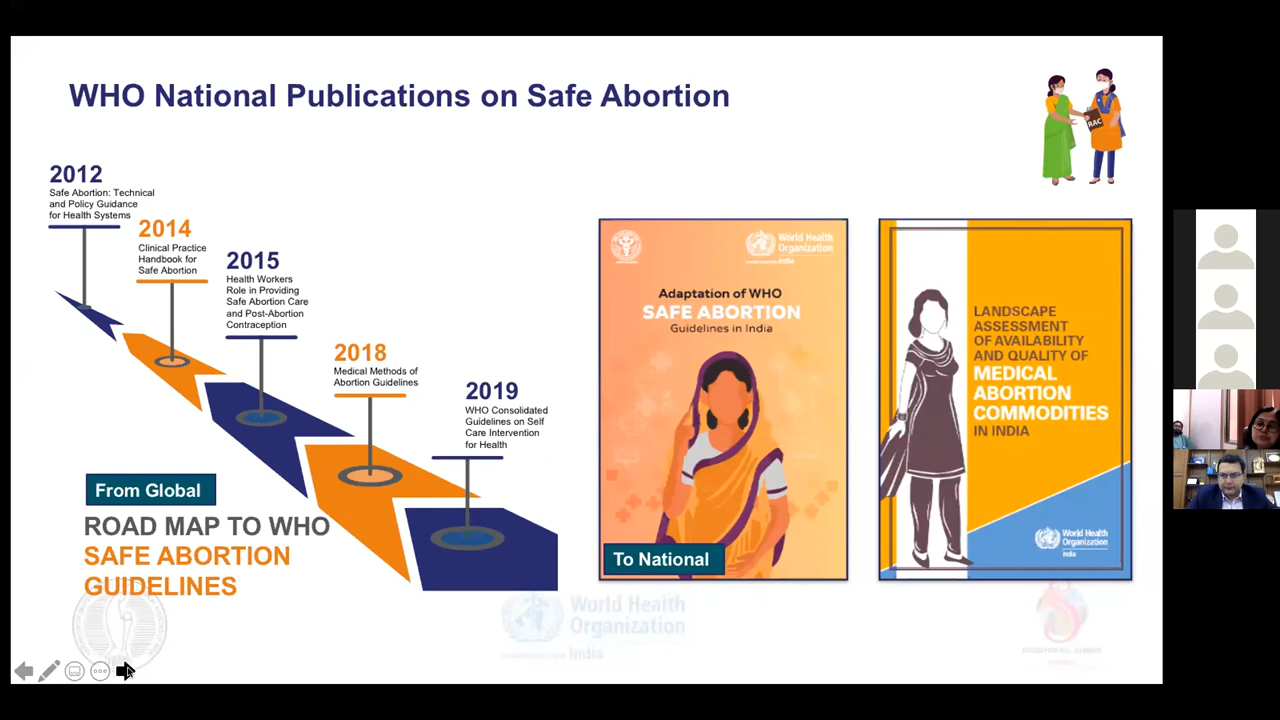 WHO National Publications on Safe Abortion
RAC
2012
Safe Abortion: Technical
and Policy Guidance
for Health Systems
2014
Clinical Practice
Handbook for
Safe Abortion
2015
Health Workers
Role in Providing
Safe Abortion Care
and Post-Abortion
Contraception
2018
Medical Methods of
Abortion Guidelines
2019
WHO Consolidated
Guidelines on Self
Care Intervention
for Health
From Global
ROAD MAP TO WHO
SAFE ABORTION
GUIDELINES
World Health
Organization
India
Adaptation of WHO
SAFE ABORTION
Guidelines in India
To National
LANDSCAPE
ASSESSMENT
OF AVAILABILITY
AND QUALITY OF
MEDICAL
ABORTION
COMMODITIES
IN INDIA
World Health
Organization
India
World Health
Organization
India